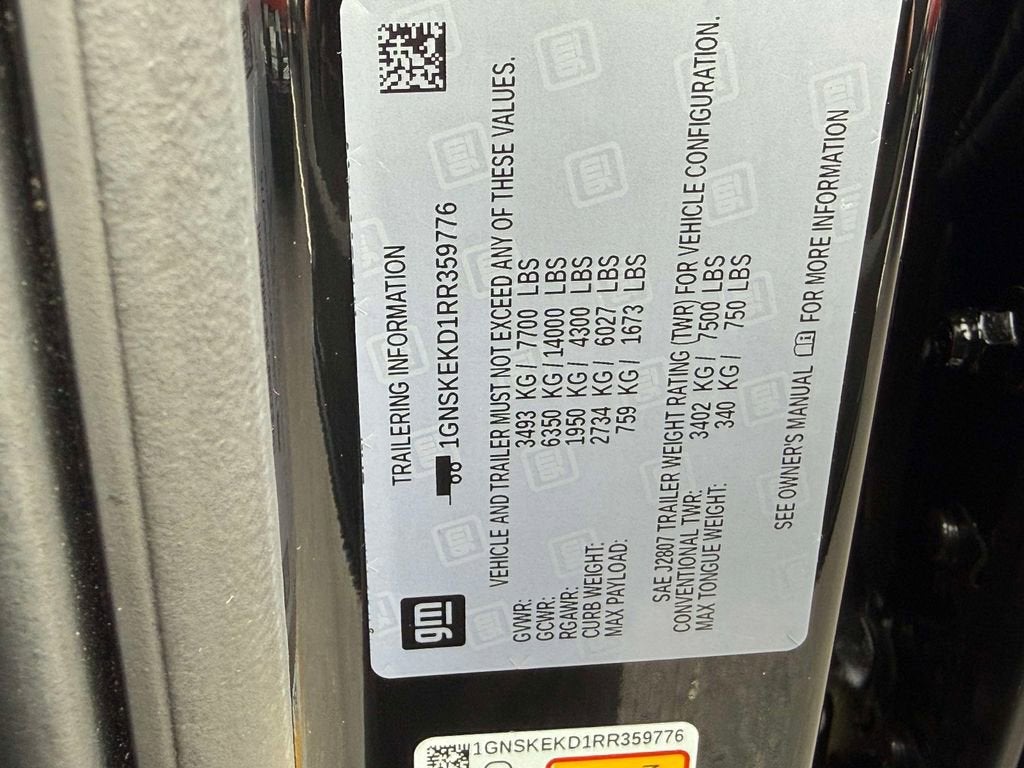 gm
TRAILERING INFORMATION
1GNSKEKD1RR359776
VEHICLE AND TRAILER MUST NOT EXCEED ANY OF THESE VALUES.
GVWR: 3493 KG / 7700 LBS
GCWR: 6350 KG / 14000 LBS
RGAWR: 1950 KG / 4300 LBS
CURB WEIGHT: 2734 KG / 6027 LBS
MAX PAYLOAD: 759 KG / 1673 LBS
SAE J2807 TRAILER WEIGHT RATING (TWR) FOR VEHICLE CONFIGURATION.
CONVENTIONAL TWR: 3402 KG / 7500 LBS
MAX TONGUE WEIGHT: 340 KG / 750 LBS
SEE OWNER'S MANUAL FOR MORE INFORMATION
1GNSKEKD1RR359776